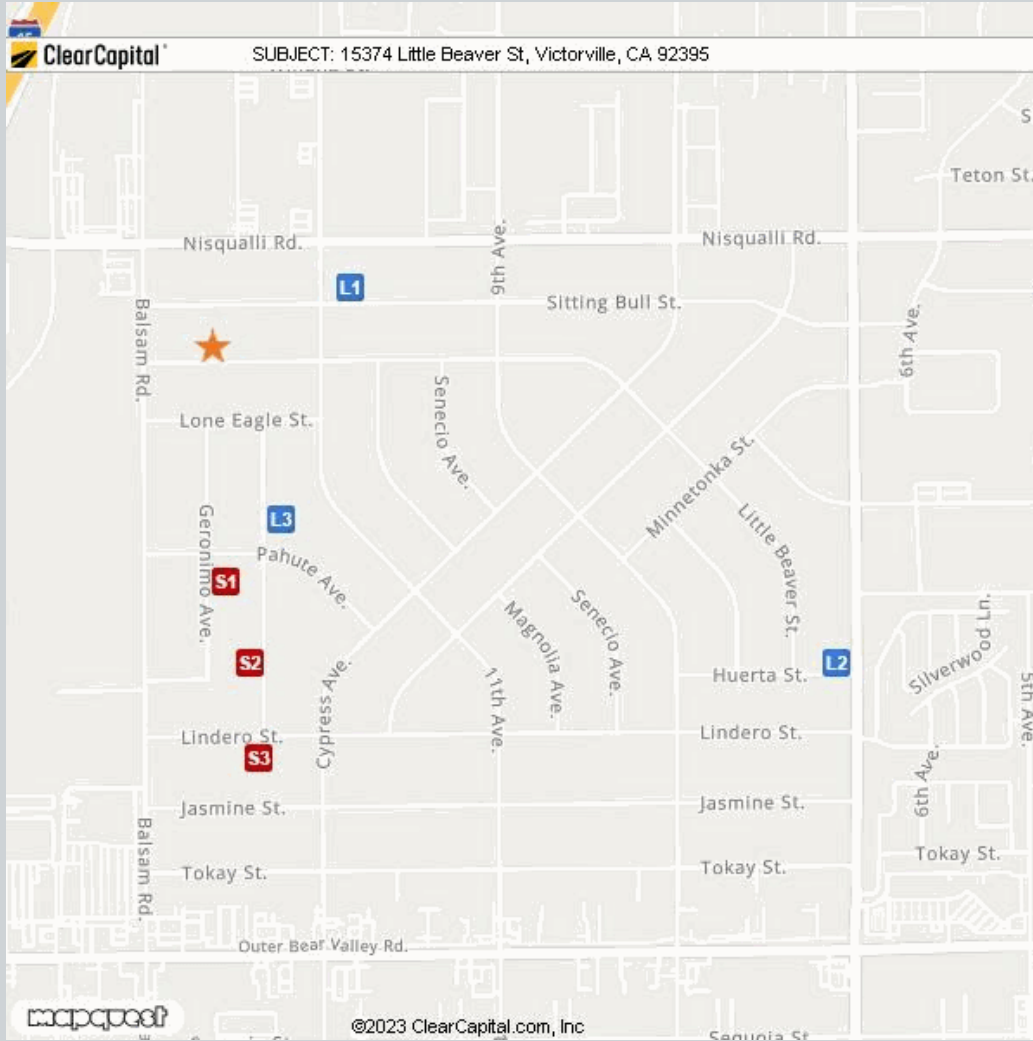 ClearCapital
SUBJECT: 15374 Little Beaver St, Victorville, CA 92395
Teton St.
Nisqualli Rd.
Nisqualli Rd.
9th Ave.
L1
Sitting Bull St.
Balsam Rd.
6th Ave.
Senecio Ave.
Lone Eagle St.
Minnetonka St.
Geronimo Ave.
L3
Little Beaver St.
Pahute Ave.
S1
Senecio Ave.
Magnolia Ave.
Silverwood Ln.
S2
L2
Cypress Ave.
11th Ave.
Huerta St.
5th Ave.
Lindero St.
Lindero St.
S3
6th Ave.
Jasmine St.
Jasmine St.
Balsam Rd.
Tokay St.
Tokay St.
Tokay St.
Outer Bear Valley Rd.
mapquest
©2023 ClearCapital.com, Inc
Sequoia St